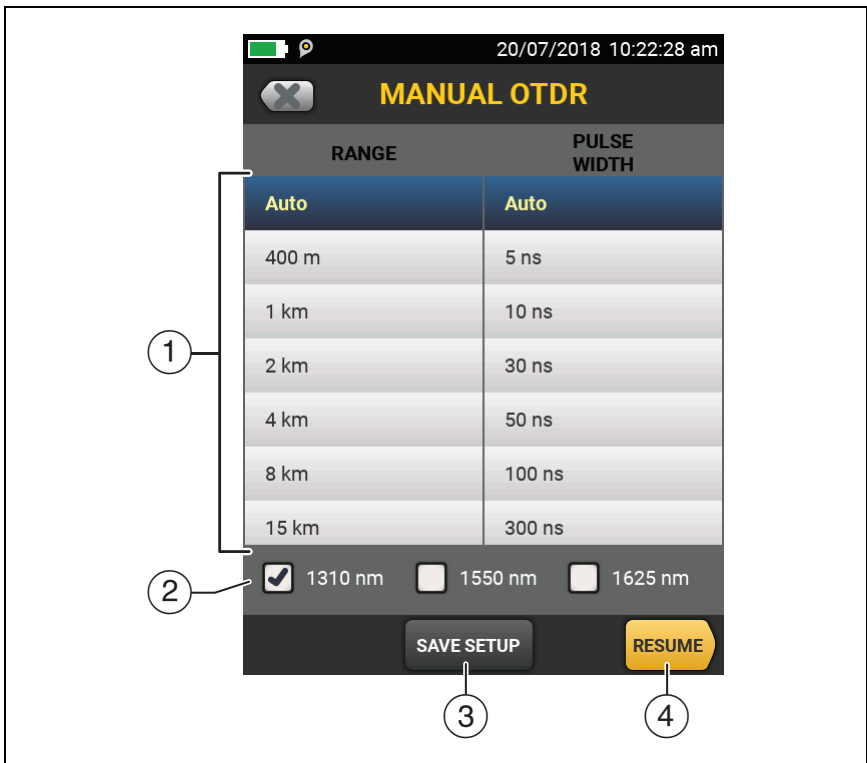 20/07/2018 10:22:28 am
MANUAL OTDR
RANGE
PULSE
WIDTH
Auto Auto
400 m 5 ns
1 km 10 ns
2 km 30 ns
4 km 50 ns
8 km 100 ns
15 km 300 ns
1310 nm 1550 nm 1625 nm
SAVE SETUP RESUME
1
2
3
4